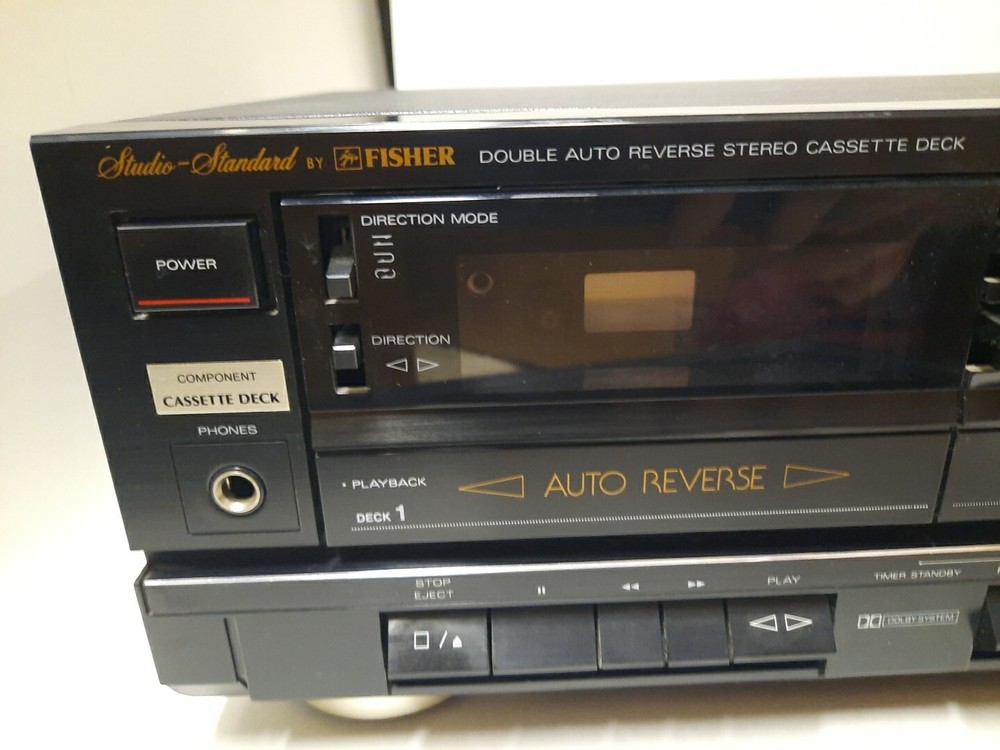 Studio-Standard BY FISHER DOUBLE AUTO REVERSE STEREO CASSETTE DECK
POWER
DIRECTION MODE
DIRECTION
COMPONENT
CASSETTE DECK
PHONES
• PLAYBACK
AUTO REVERSE
DECK 1
STOP
EJECT
PLAY
TIMER STANDBY
DOLBY SYSTEM